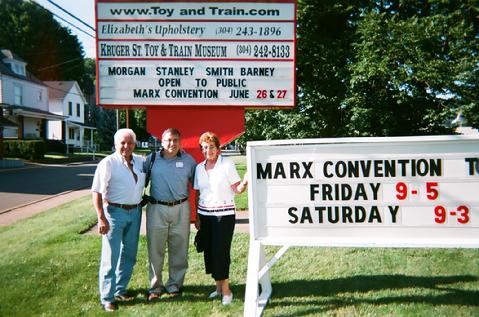 www.Toy and Train.com
Elizabeth's Upholstery (304) 243-1896
KRUGER ST. TOY & TRAIN MUSEUM (304) 242-8133
MORGAN STANLEY SMITH BARNEY
OPEN TO PUBLIC
MARX CONVENTION JUNE 26 & 27
MARX CONVENTION TO
FRIDAY 9-5
SATURDAY 9-3